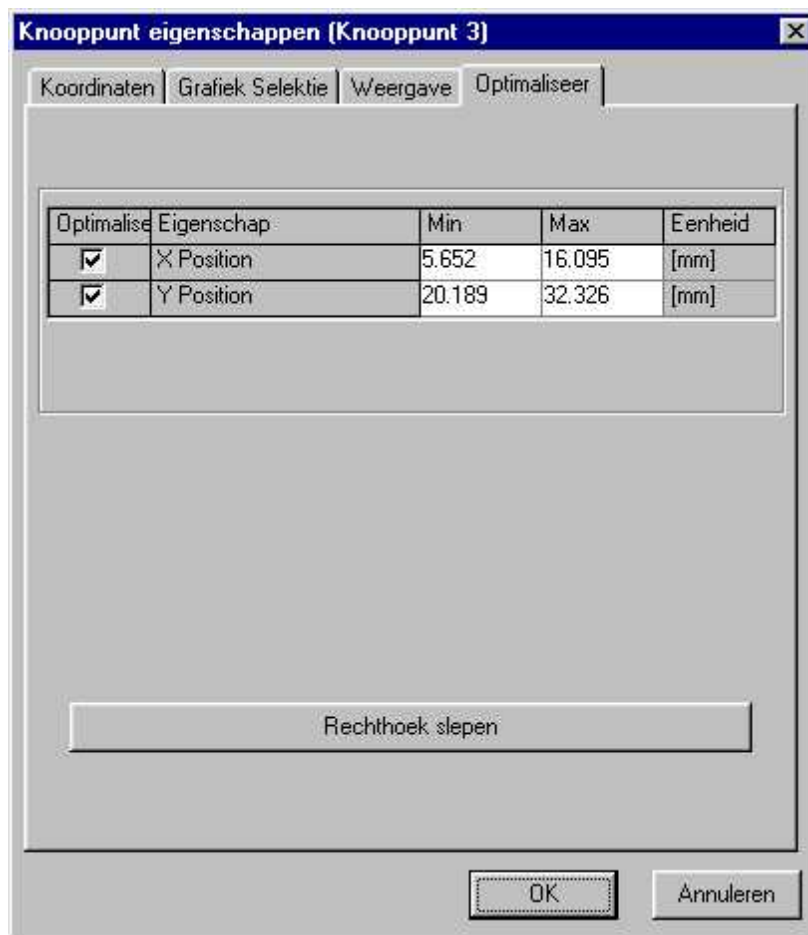 Knooppunt eigenschappen (Knooppunt 3)
Koordinaten Grafiek Selektie Weergave Optimaliseer
Optimalise Eigenschap Min Max Eenheid
X Position 5.652 16.095 [mm]
Y Position 20.189 32.326 [mm]
Rechthoek slepen
OK Annuleren